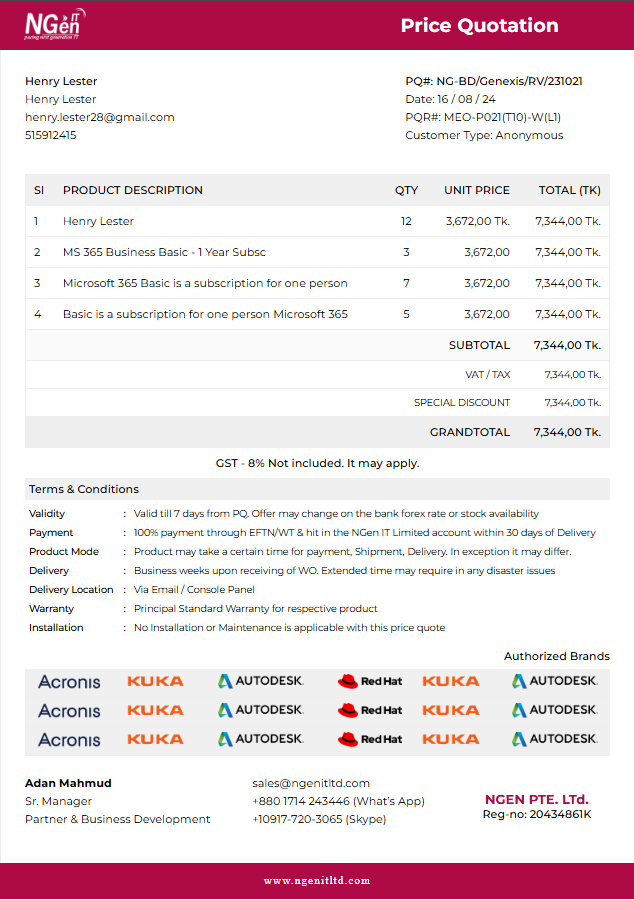 NGen IT
pacing next generation IT
Price Quotation
Henry Lester
Henry Lester
henry.lester28@gmail.com
515912415
PQ#: NG-BD/Genexis/RV/231021
Date: 16 / 08 / 24
PQR#: MEO-P021(T10)-W(L1)
Customer Type: Anonymous
Sl PRODUCT DESCRIPTION QTY UNIT PRICE TOTAL (TK)
1 Henry Lester 12 3,672,00 Tk. 7,344,00 Tk.
2 MS 365 Business Basic - 1 Year Subsc 3 3,672,00 7,344,00 Tk.
3 Microsoft 365 Basic is a subscription for one person 7 3,672,00 7,344,00 Tk.
4 Basic is a subscription for one person Microsoft 365 5 3,672,00 7,344,00 Tk.
SUBTOTAL 7,344,00 Tk.
VAT / TAX 7,344,00 Tk.
SPECIAL DISCOUNT 7,344,00 Tk.
GRANDTOTAL 7,344,00 Tk.
GST - 8% Not included. It may apply.
Terms & Conditions
Validity : Valid till 7 days from PQ. Offer may change on the bank forex rate or stock availability
Payment : 100% payment through EFTN/WT & hit in the NGen IT Limited account within 30 days of Delivery
Product Mode : Product may take a certain time for payment, Shipment, Delivery. In exception it may differ.
Delivery : Business weeks upon receiving of WO. Extended time may require in any disaster issues
Delivery Location : Via Email / Console Panel
Warranty : Principal Standard Warranty for respective product
Installation : No Installation or Maintenance is applicable with this price quote
Authorized Brands
Acronis KUKA AUTODESK. Red Hat KUKA AUTODESK.
Acronis KUKA AUTODESK. Red Hat KUKA AUTODESK.
Acronis KUKA AUTODESK. Red Hat KUKA AUTODESK.
Adan Mahmud
Sr. Manager
Partner & Business Development
sales@ngenitltd.com
+880 1714 243446 (What's App)
+10917-720-3065 (Skype)
NGEN PTE. LTd.
Reg-no: 20434861K
www.ngenitltd.com